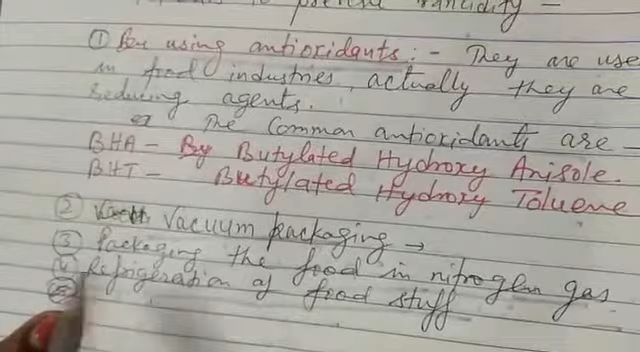 to prevent rancidity –
① By using antioxidants: - They are use
in food industries, actually they are
reducing agents.
The Common antioxidants are –
BHA – By Butylated Hydroxy Anisole.
BHT – Butylated Hydroxy Toluene
② Vacuum packaging →
③ Packaging the food in nitrogen gas
④ Refrigeration of food stuff
⑤